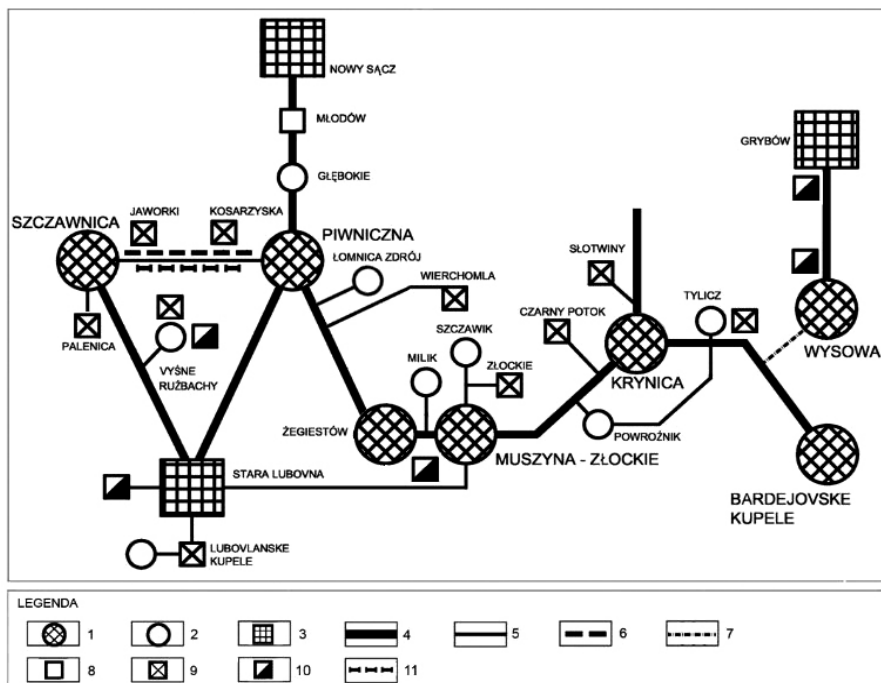 NOWY SĄCZ
MŁODÓW
GRYBÓW
GŁĘBOKIE
JAWORKI
KOSARZYSKA
SZCZAWNICA
PIWNICZNA
ŁOMNICA ZDRÓJ
SŁOTWINY
WIERCHOMLA
TYLICZ
CZARNY POTOK
SZCZAWIK
PALENICA
WYSOWA
MILIK
ZŁOCKIE
VYŚNE
RUŻBACHY
KRYNICA
ŻEGIESTÓW
POWROŹNIK
MUSZYNA - ZŁOCKIE
STARA LUBOVNA
BARDEJOVSKE
KUPELE
LUBOVLANSKE
KUPELE
LEGENDA
1 2 3 4 5 6 7
8 9 10 11